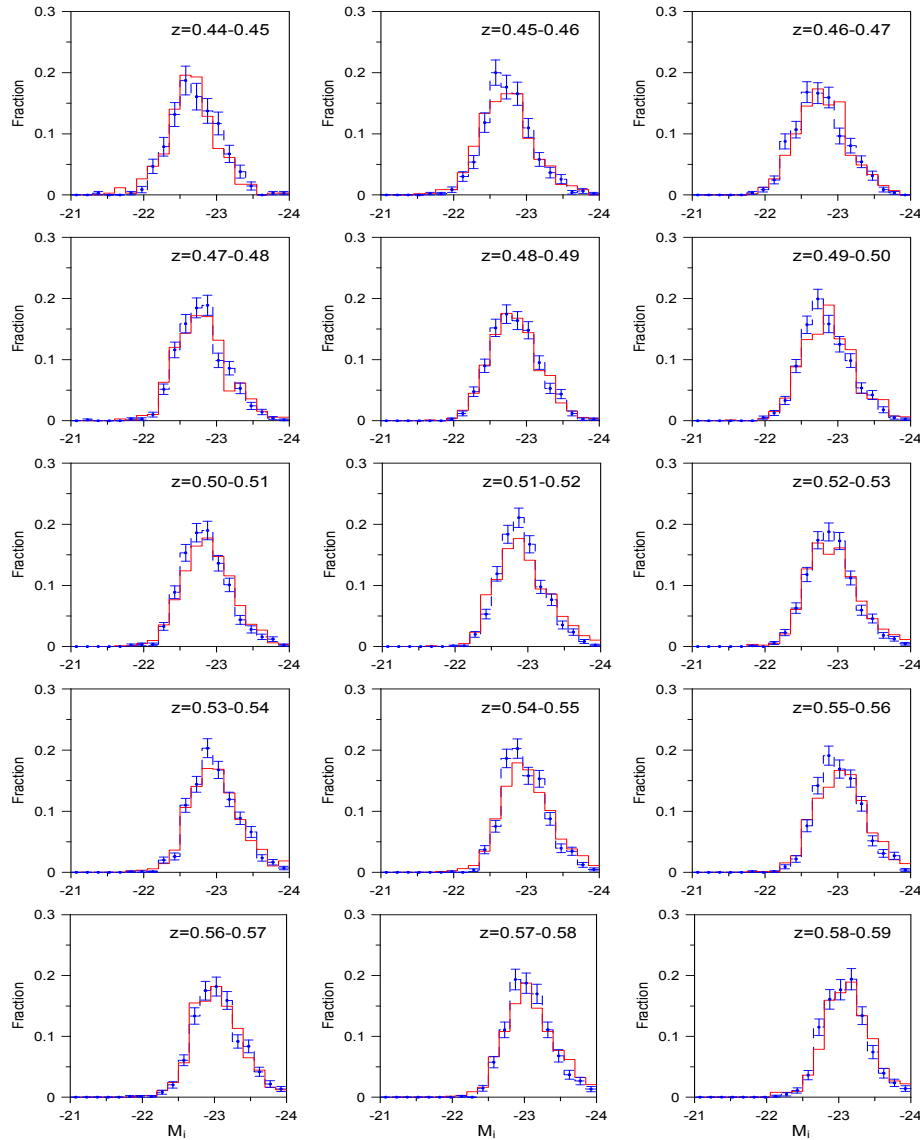 0.3 z=0.44-0.45 0.3 z=0.45-0.46 0.3 z=0.46-0.47
0.2 0.2 0.2
Fraction Fraction Fraction
0.1 0.1 0.1
0 0 0
-21 -22 -23 -24 -21 -22 -23 -24 -21 -22 -23 -24
0.3 z=0.47-0.48 0.3 z=0.48-0.49 0.3 z=0.49-0.50
0.2 0.2 0.2
Fraction Fraction Fraction
0.1 0.1 0.1
0 0 0
-21 -22 -23 -24 -21 -22 -23 -24 -21 -22 -23 -24
0.3 z=0.50-0.51 0.3 z=0.51-0.52 0.3 z=0.52-0.53
0.2 0.2 0.2
Fraction Fraction Fraction
0.1 0.1 0.1
0 0 0
-21 -22 -23 -24 -21 -22 -23 -24 -21 -22 -23 -24
0.3 z=0.53-0.54 0.3 z=0.54-0.55 0.3 z=0.55-0.56
0.2 0.2 0.2
Fraction Fraction Fraction
0.1 0.1 0.1
0 0 0
-21 -22 -23 -24 -21 -22 -23 -24 -21 -22 -23 -24
0.3 z=0.56-0.57 0.3 z=0.57-0.58 0.3 z=0.58-0.59
0.2 0.2 0.2
Fraction Fraction Fraction
0.1 0.1 0.1
0 0 0
-21 -22 -23 -24 -21 -22 -23 -24 -21 -22 -23 -24
M_i M_i M_i